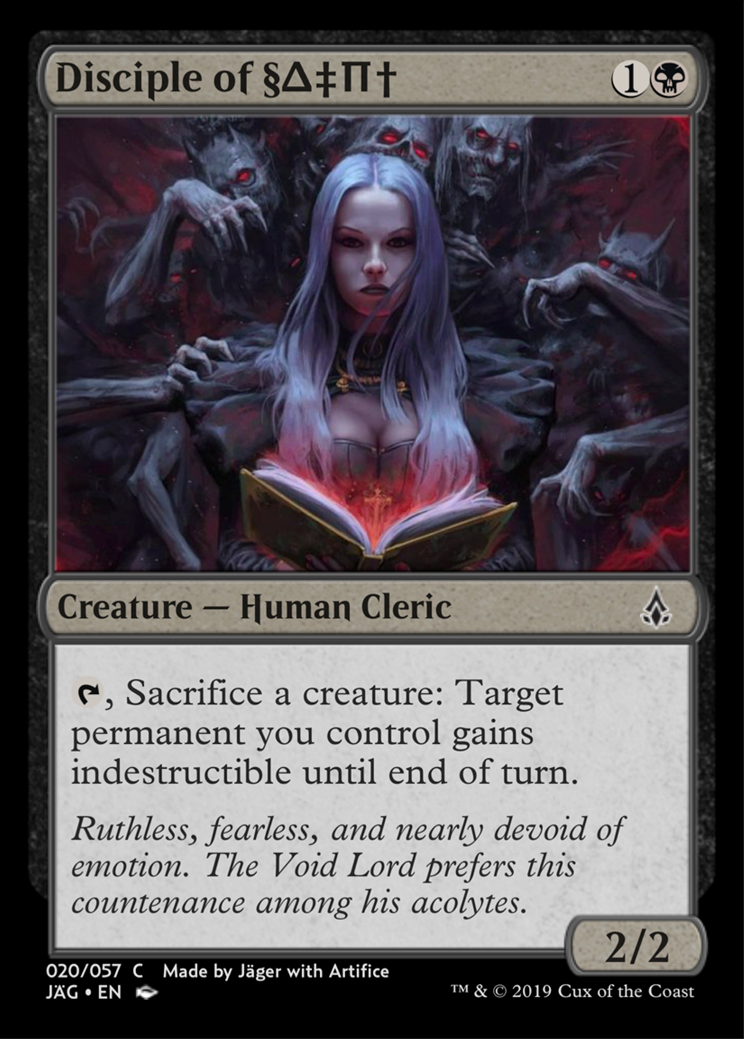 Disciple of §Δ‡Π† 1
Creature — Human Cleric
, Sacrifice a creature: Target
permanent you control gains
indestructible until end of turn.
Ruthless, fearless, and nearly devoid of
emotion. The Void Lord prefers this
countenance among his acolytes.
2/2
020/057 C Made by Jäger with Artifice
JÄG • EN ™ & © 2019 Cux of the Coast